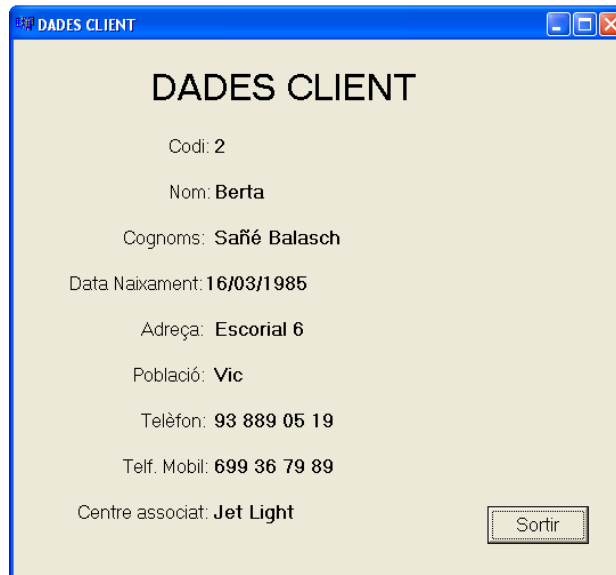 DADES CLIENT
DADES CLIENT
Codi: 2
Nom: Berta
Cognoms: Sañé Balasch
Data Naixament: 16/03/1985
Adreça: Escorial 6
Població: Vic
Telèfon: 93 889 05 19
Telf. Mobil: 699 36 79 89
Centre associat: Jet Light
Sortir